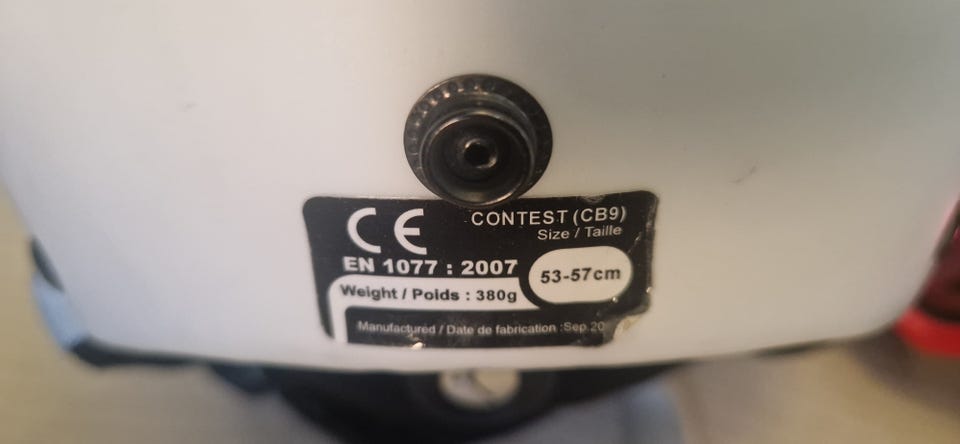 CE
CONTEST (CB9)
Size / Taille
EN 1077 : 2007
53-57cm
Weight / Poids : 380g
Manufactured / Date de fabrication :Sep.20